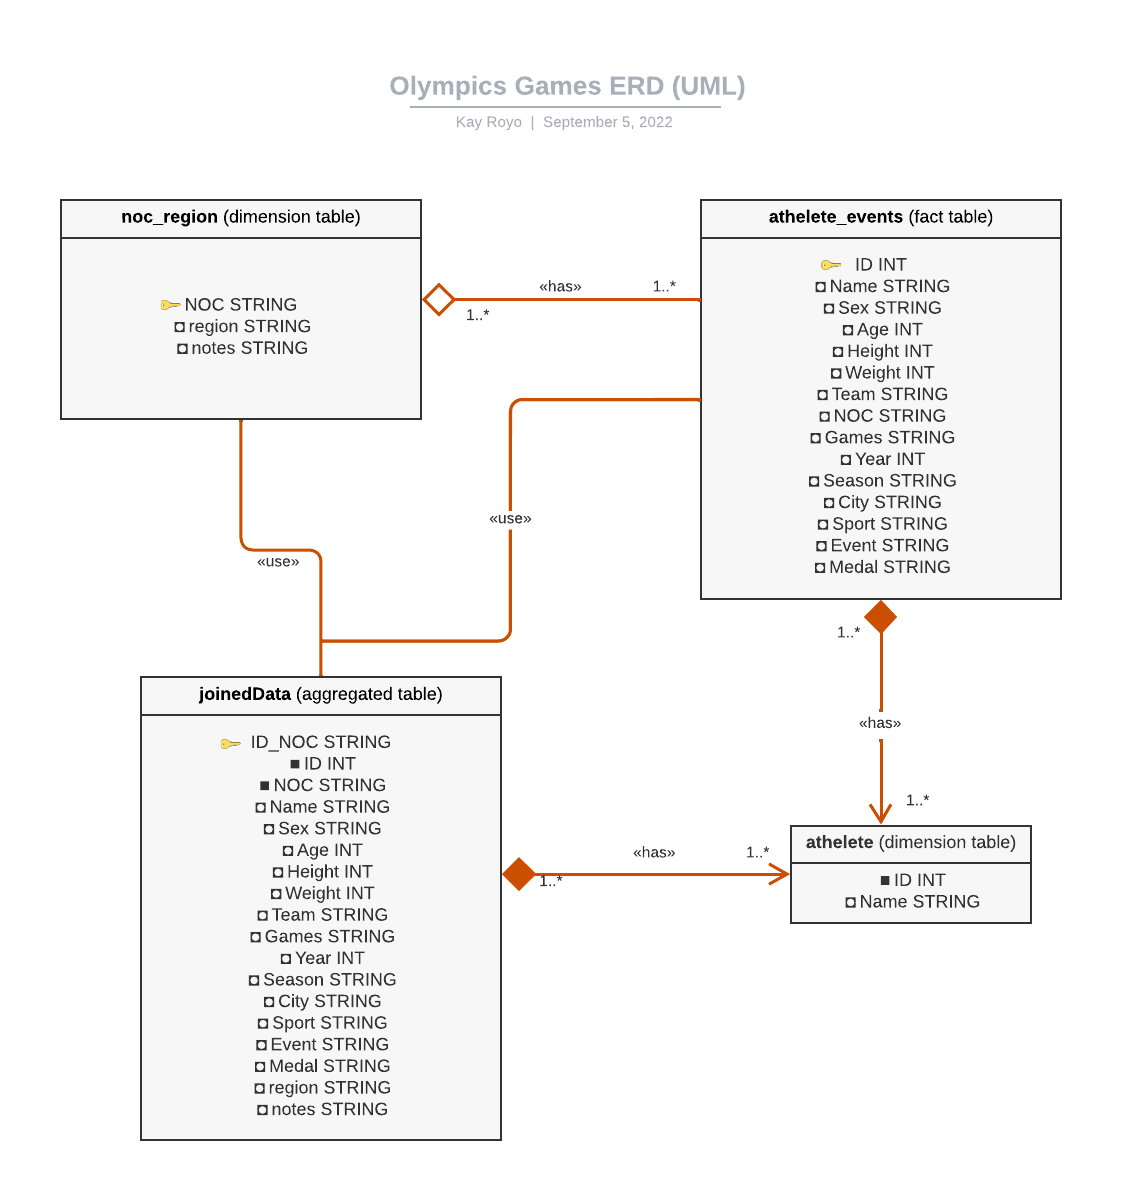 Olympics Games ERD (UML)
Kay Royo | September 5, 2022
noc_region (dimension table)
NOC STRING
region STRING
notes STRING
«has»
1..*
1..*
athelete_events (fact table)
ID INT
Name STRING
Sex STRING
Age INT
Height INT
Weight INT
Team STRING
NOC STRING
Games STRING
Year INT
Season STRING
City STRING
Sport STRING
Event STRING
Medal STRING
«use»
«use»
1..*
«has»
1..*
joinedData (aggregated table)
ID_NOC STRING
ID INT
NOC STRING
Name STRING
Sex STRING
Age INT
Height INT
Weight INT
Team STRING
Games STRING
Year INT
Season STRING
City STRING
Sport STRING
Event STRING
Medal STRING
region STRING
notes STRING
«has»
1..*
1..*
athelete (dimension table)
ID INT
Name STRING